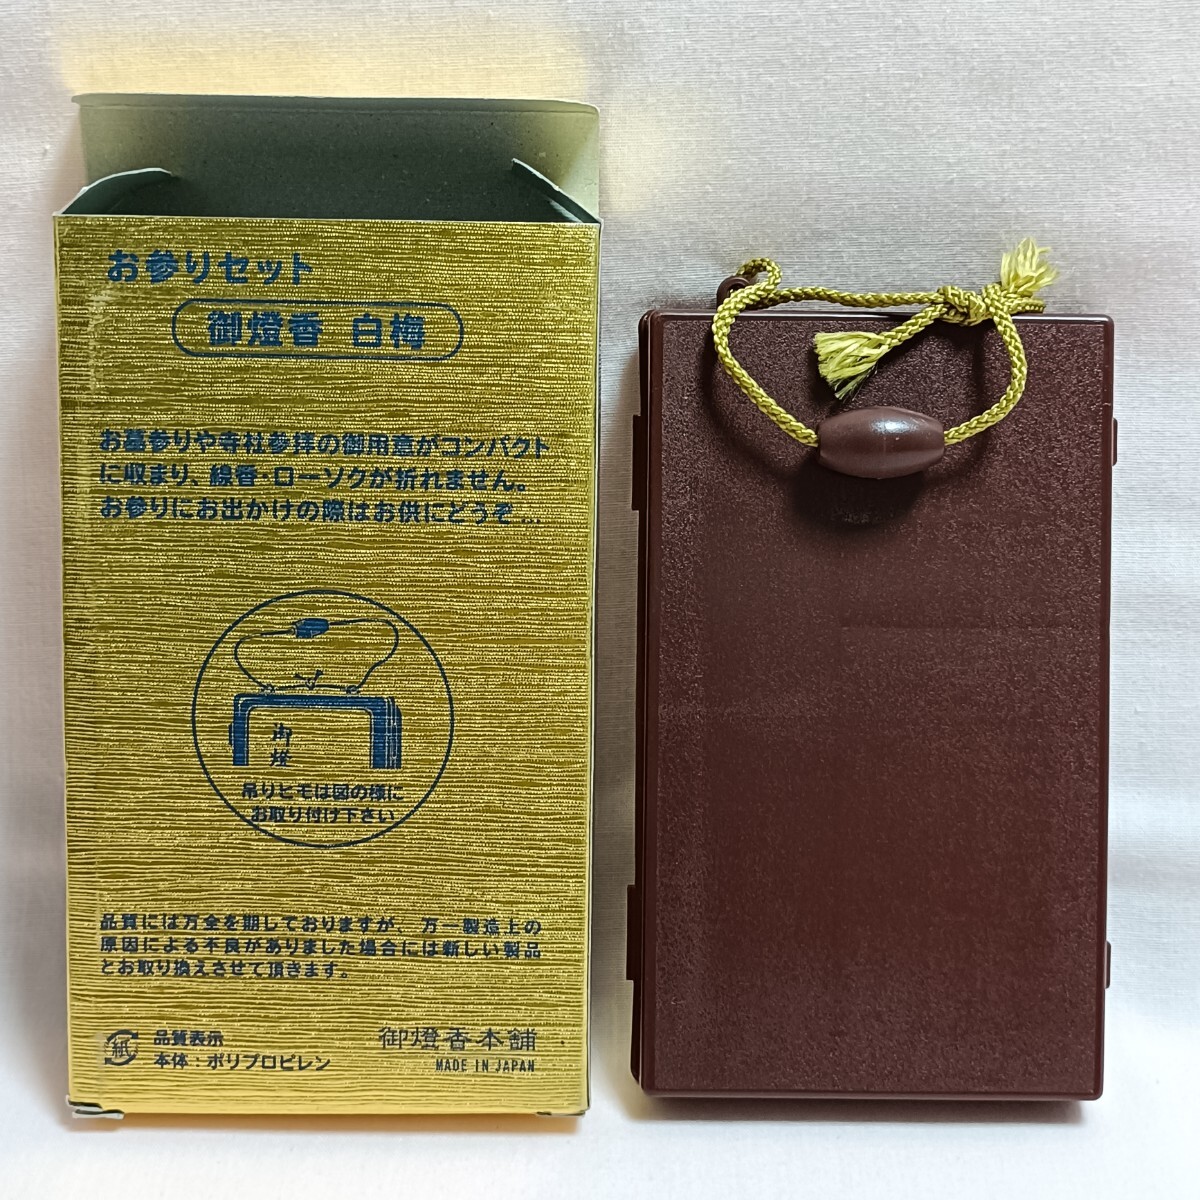 お参りセット
御燈香 白梅
お墓参りや寺社参拝の御用意がコンパクト
に収まり、線香・ローソクが折れません。
お参りにお出かけの際はお供にどうぞ…
御燈
吊りヒモは図の様に
お取り付け下さい
品質には万全を期しておりますが、万一製造上の
原因による不良がありました場合には新しい製品
とお取り換えさせて頂きます。
紙
品質表示
本体：ポリプロピレン
御燈香本舗
MADE IN JAPAN